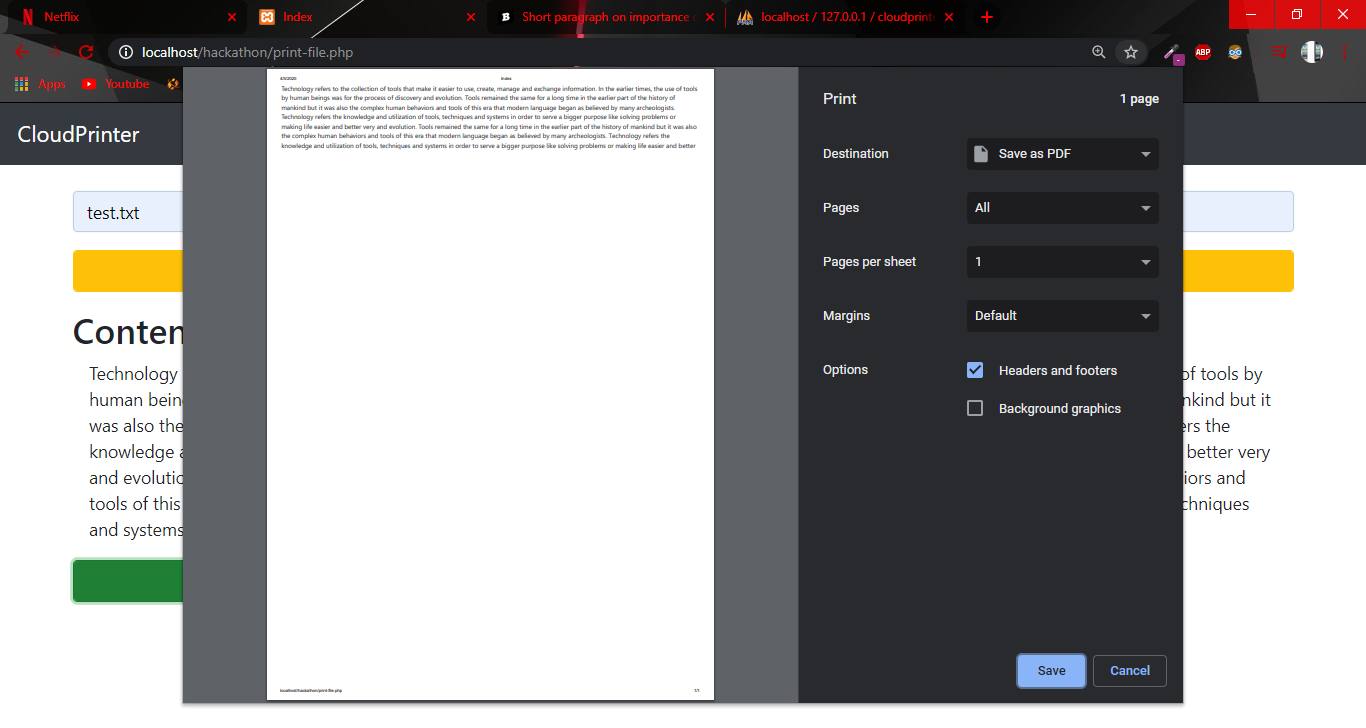 Netflix
Index
Short paragraph on importance o
localhost / 127.0.0.1 / cloudprinte
localhost/hackathon/print-file.php
ABP
Apps
Youtube
CloudPrinter
test.txt
Conten
Technology
human bein
was also the
knowledge a
and evolutio
tools of this
and systems
of tools by
nkind but it
ers the
better very
iors and
chniques
4/5/2020
Index
Technology refers to the collection of tools that make it easier to use, create, manage and exchange information. In the earlier times, the use of tools
by human beings was for the process of discovery and evolution. Tools remained the same for a long time in the earlier part of the history of
mankind but it was also the complex human behaviors and tools of this era that modern language began as believed by many archeologists.
Technology refers the knowledge and utilization of tools, techniques and systems in order to serve a bigger purpose like solving problems or
making life easier and better very and evolution. Tools remained the same for a long time in the earlier part of the history of mankind but it was also
the complex human behaviors and tools of this era that modern language began as believed by many archeologists. Technology refers the
knowledge and utilization of tools, techniques and systems in order to serve a bigger purpose like solving problems or making life easier and better
localhost/hackathon/print-file.php
1/1
Print
1 page
Destination
Save as PDF
Pages
All
Pages per sheet
1
Margins
Default
Options
Headers and footers
Background graphics
Save
Cancel